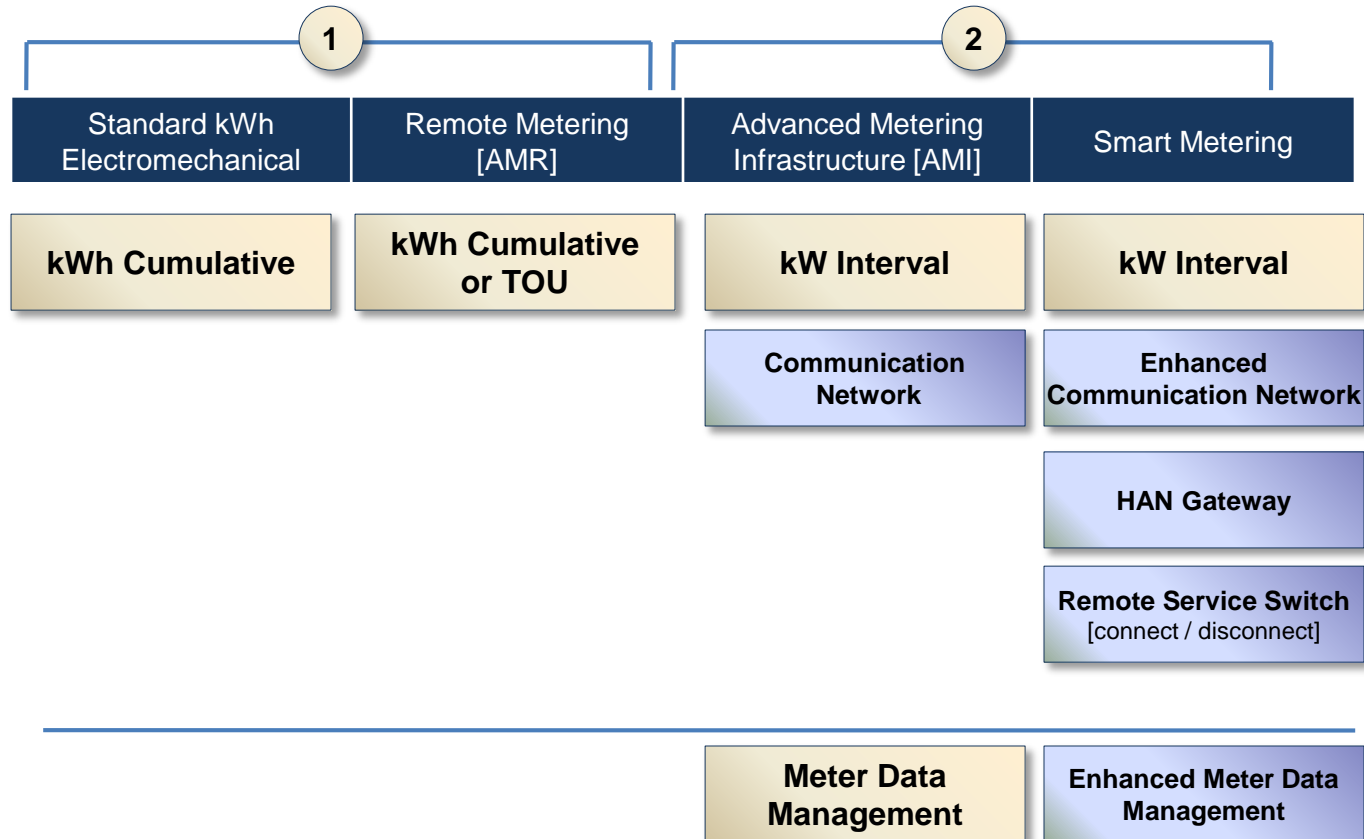 1
2
Standard kWh
Electromechanical
Remote Metering
[AMR]
Advanced Metering
Infrastructure [AMI]
Smart Metering
kWh Cumulative
kWh Cumulative
or TOU
kW Interval
kW Interval
Communication
Network
Enhanced
Communication Network
HAN Gateway
Remote Service Switch
[connect / disconnect]
Meter Data
Management
Enhanced Meter Data
Management